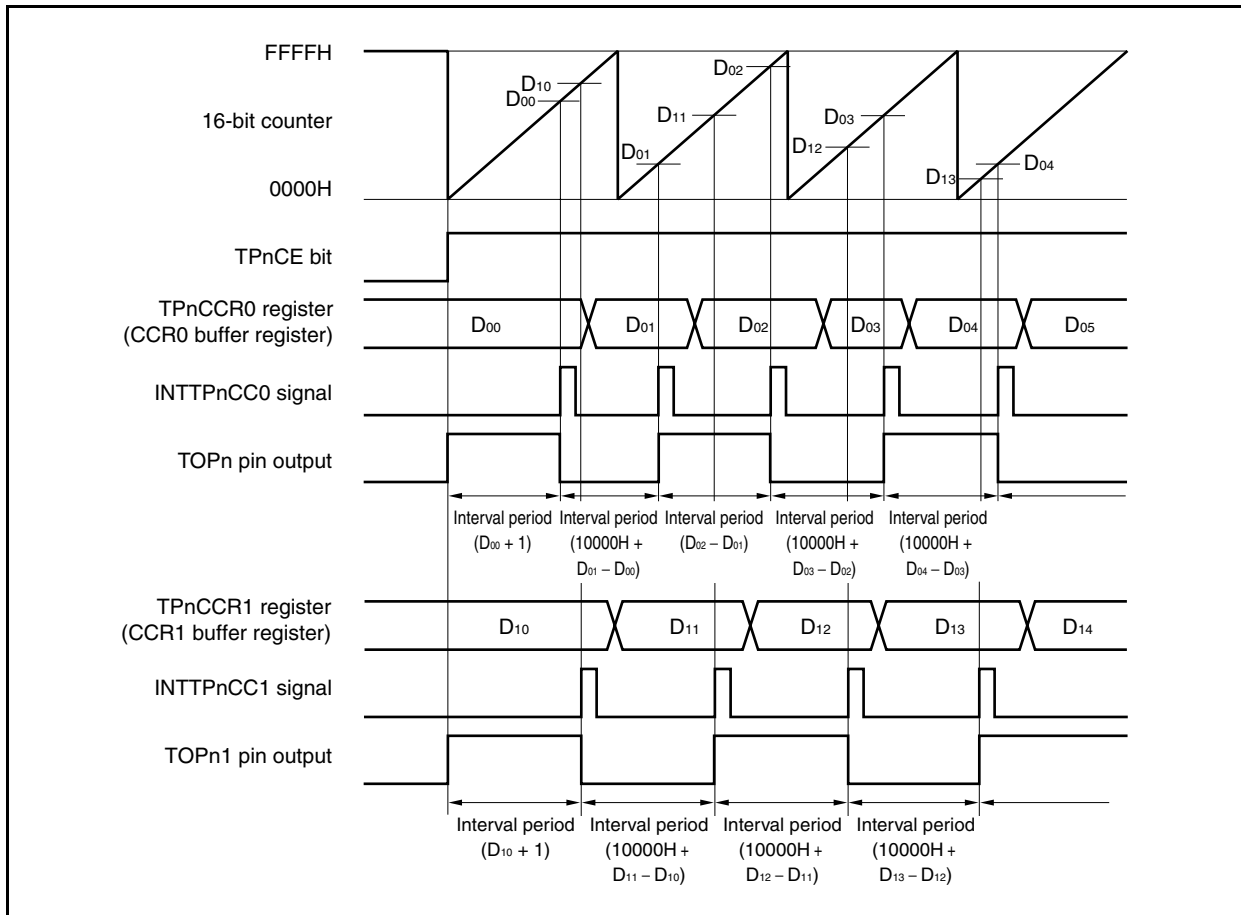 FFFFH
D10
D00
D02
16-bit counter
D11
D03
D01
D12
0000H
D13
D04
TPnCE bit
TPnCCR0 register
(CCR0 buffer register)
D00
D01
D02
D03
D04
D05
INTTPnCC0 signal
TOPn pin output
Interval period
(D00 + 1)
Interval period
(10000H +
D01 – D00)
Interval period
(D02 – D01)
Interval period
(10000H +
D03 – D02)
Interval period
(10000H +
D04 – D03)
TPnCCR1 register
(CCR1 buffer register)
D10
D11
D12
D13
D14
INTTPnCC1 signal
TOPn1 pin output
Interval period
(D10 + 1)
Interval period
(10000H +
D11 – D10)
Interval period
(10000H +
D12 – D11)
Interval period
(10000H +
D13 – D12)